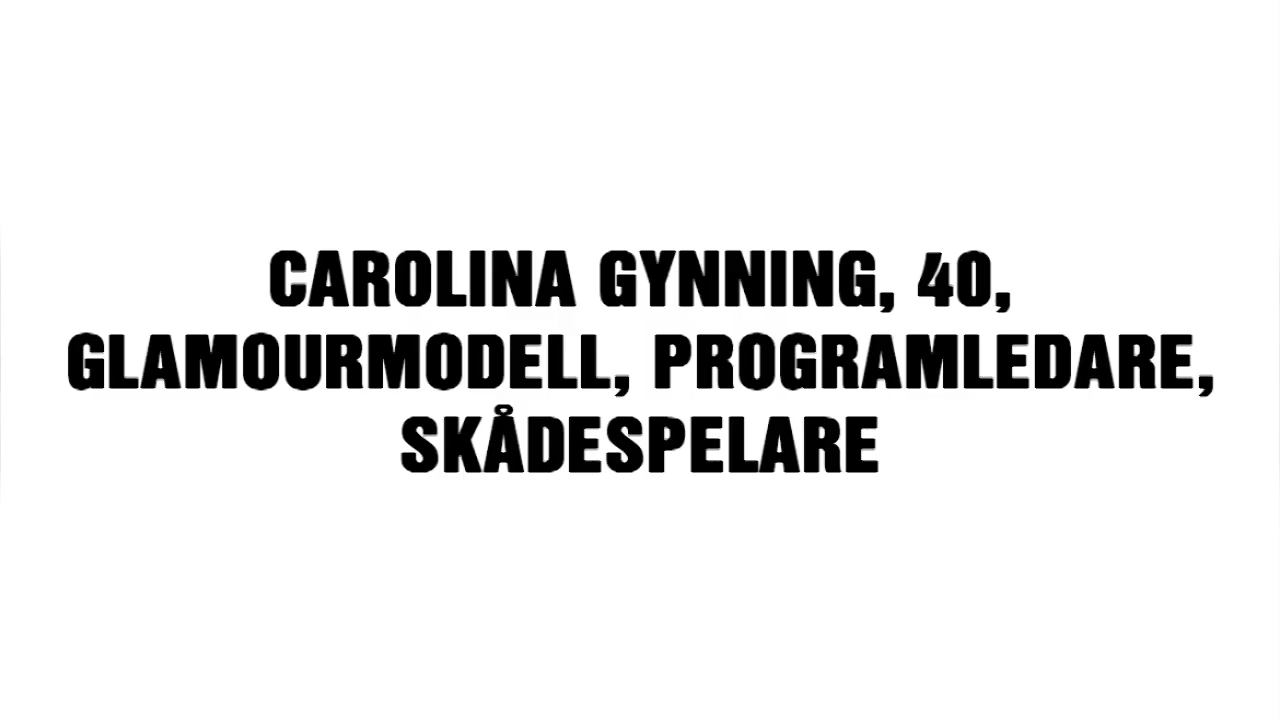 CAROLINA GYNNING, 40,
GLAMOURMODELL, PROGRAMLEDARE,
SKÅDESPELARE